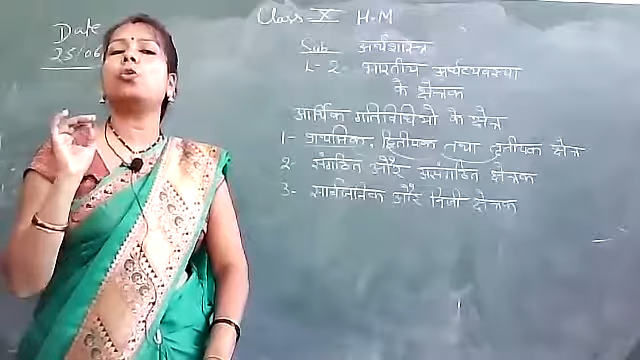 Class X H.M
Date
25/06
Sub अर्थशास्त्र
L-2- भारतीय अर्थव्यवस्था
के क्षेत्रक
आर्थिक गतिविधियों के क्षेत्र
1- प्राथमिक, द्वितीयक तथा तृतीयक क्षेत्र
2- संगठित और असंगठित क्षेत्रक
3- सार्वजनिक और निजी क्षेत्रक